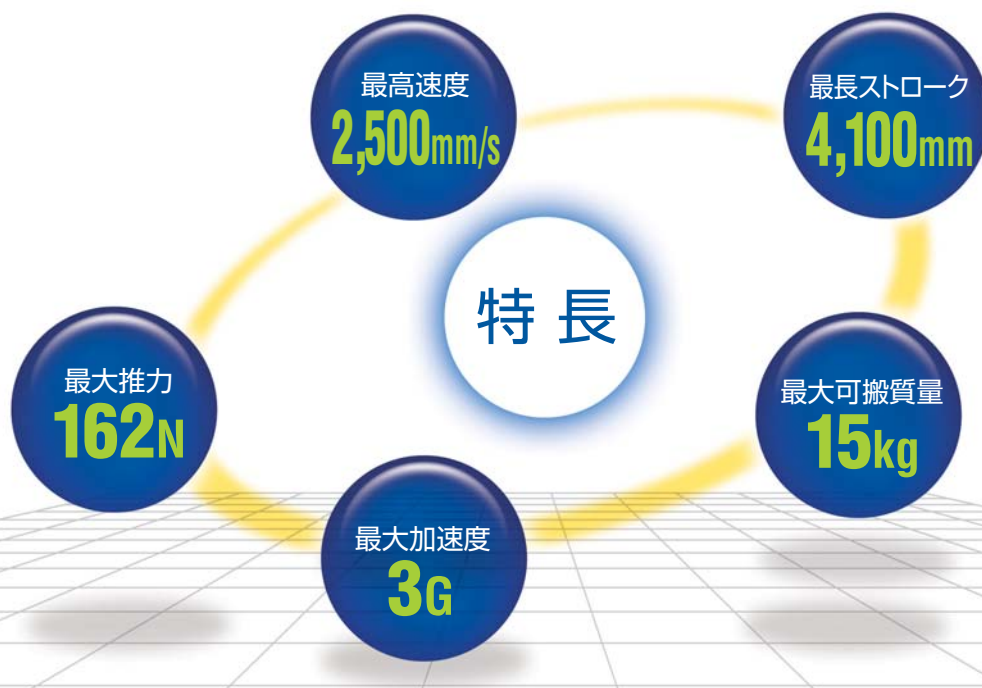 最高速度
2,500mm/s
最長ストローク
4,100mm
特長
最大推力
162N
最大可搬質量
15kg
最大加速度
3G